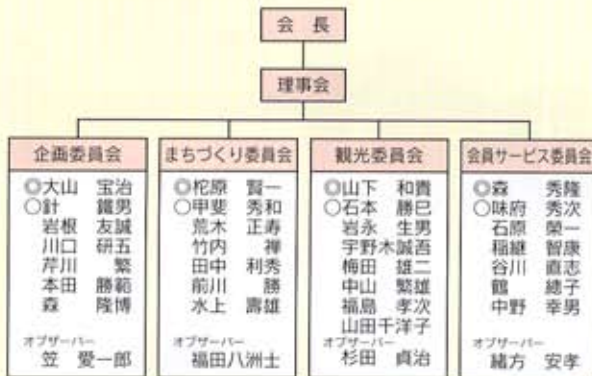 会 長
理事会
企画委員会
◎大山 宝治
○針 鐵男
岩根 友誠
川口 研五
芹川 繁
本田 勝範
森 隆博
オブザーバー
笠 愛一郎
まちづくり委員会
◎柁原 賢一
○甲斐 秀和
荒木 正寿
竹内 禅
田中 利秀
前川 勝
水上 壽雄
オブザーバー
福田八洲士
観光委員会
◎山下 和貴
○石本 勝巳
岩永 生男
宇野木誠吾
梅田 雄二
中山 繁雄
福島 孝次
山田千洋子
オブザーバー
杉田 貞治
会員サービス委員会
◎森 秀隆
○味府 秀次
石原 榮一
稲継 智康
谷川 直志
鶴 總子
中野 幸男
オブザーバー
緒方 安孝